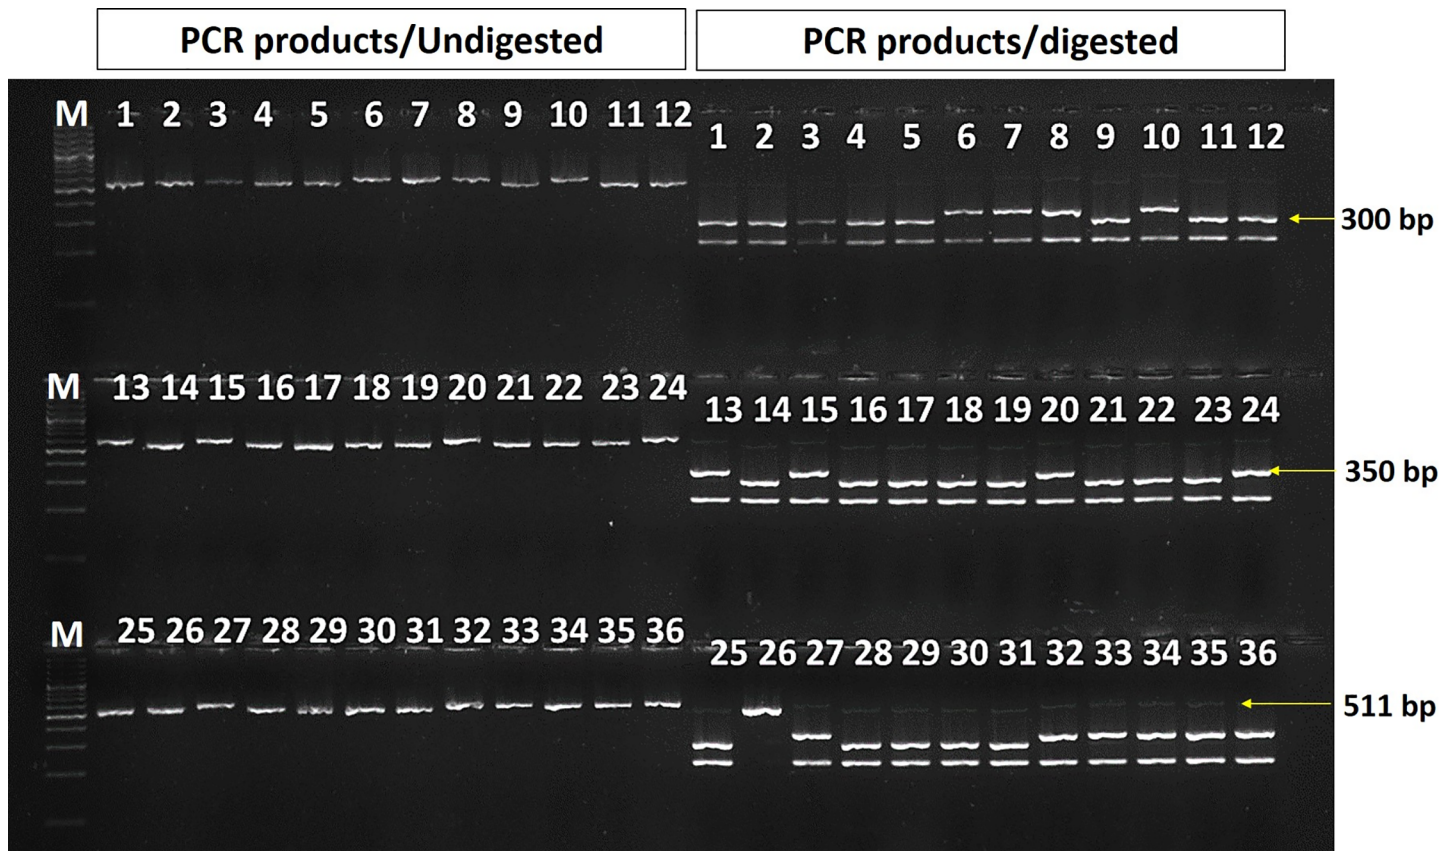 PCR products/Undigested
PCR products/digested
M 1 2 3 4 5 6 7 8 9 10 11 12
1 2 3 4 5 6 7 8 9 10 11 12
300 bp
M 13 14 15 16 17 18 19 20 21 22 23 24
13 14 15 16 17 18 19 20 21 22 23 24
350 bp
M 25 26 27 28 29 30 31 32 33 34 35 36
25 26 27 28 29 30 31 32 33 34 35 36
511 bp